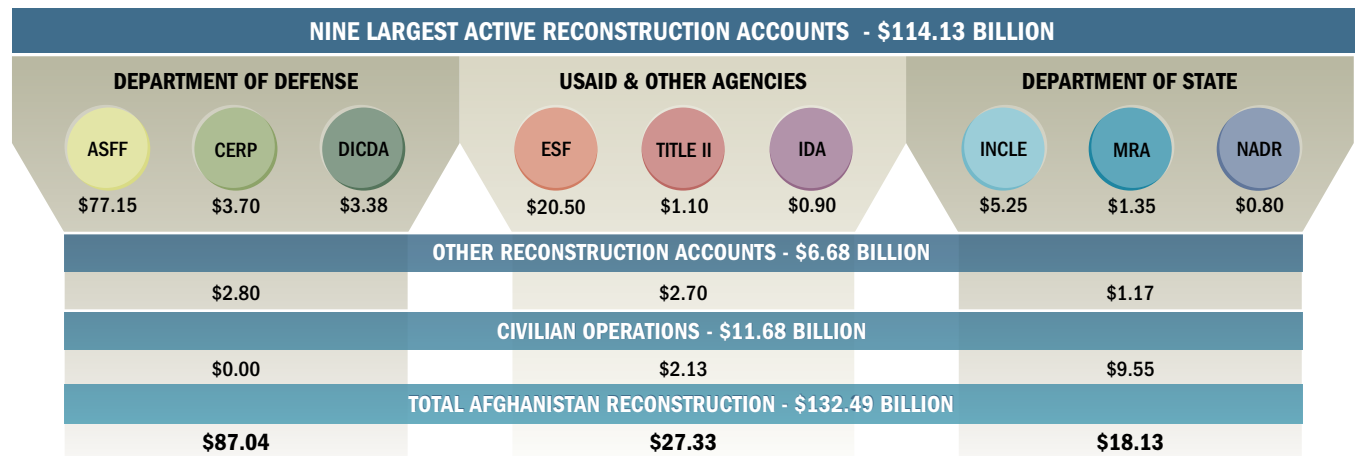 NINE LARGEST ACTIVE RECONSTRUCTION ACCOUNTS - $114.13 BILLION
DEPARTMENT OF DEFENSE
USAID & OTHER AGENCIES
DEPARTMENT OF STATE
ASFF
CERP
DICDA
ESF
TITLE II
IDA
INCLE
MRA
NADR
$77.15
$3.70
$3.38
$20.50
$1.10
$0.90
$5.25
$1.35
$0.80
OTHER RECONSTRUCTION ACCOUNTS - $6.68 BILLION
$2.80
$2.70
$1.17
CIVILIAN OPERATIONS - $11.68 BILLION
$0.00
$2.13
$9.55
TOTAL AFGHANISTAN RECONSTRUCTION - $132.49 BILLION
$87.04
$27.33
$18.13